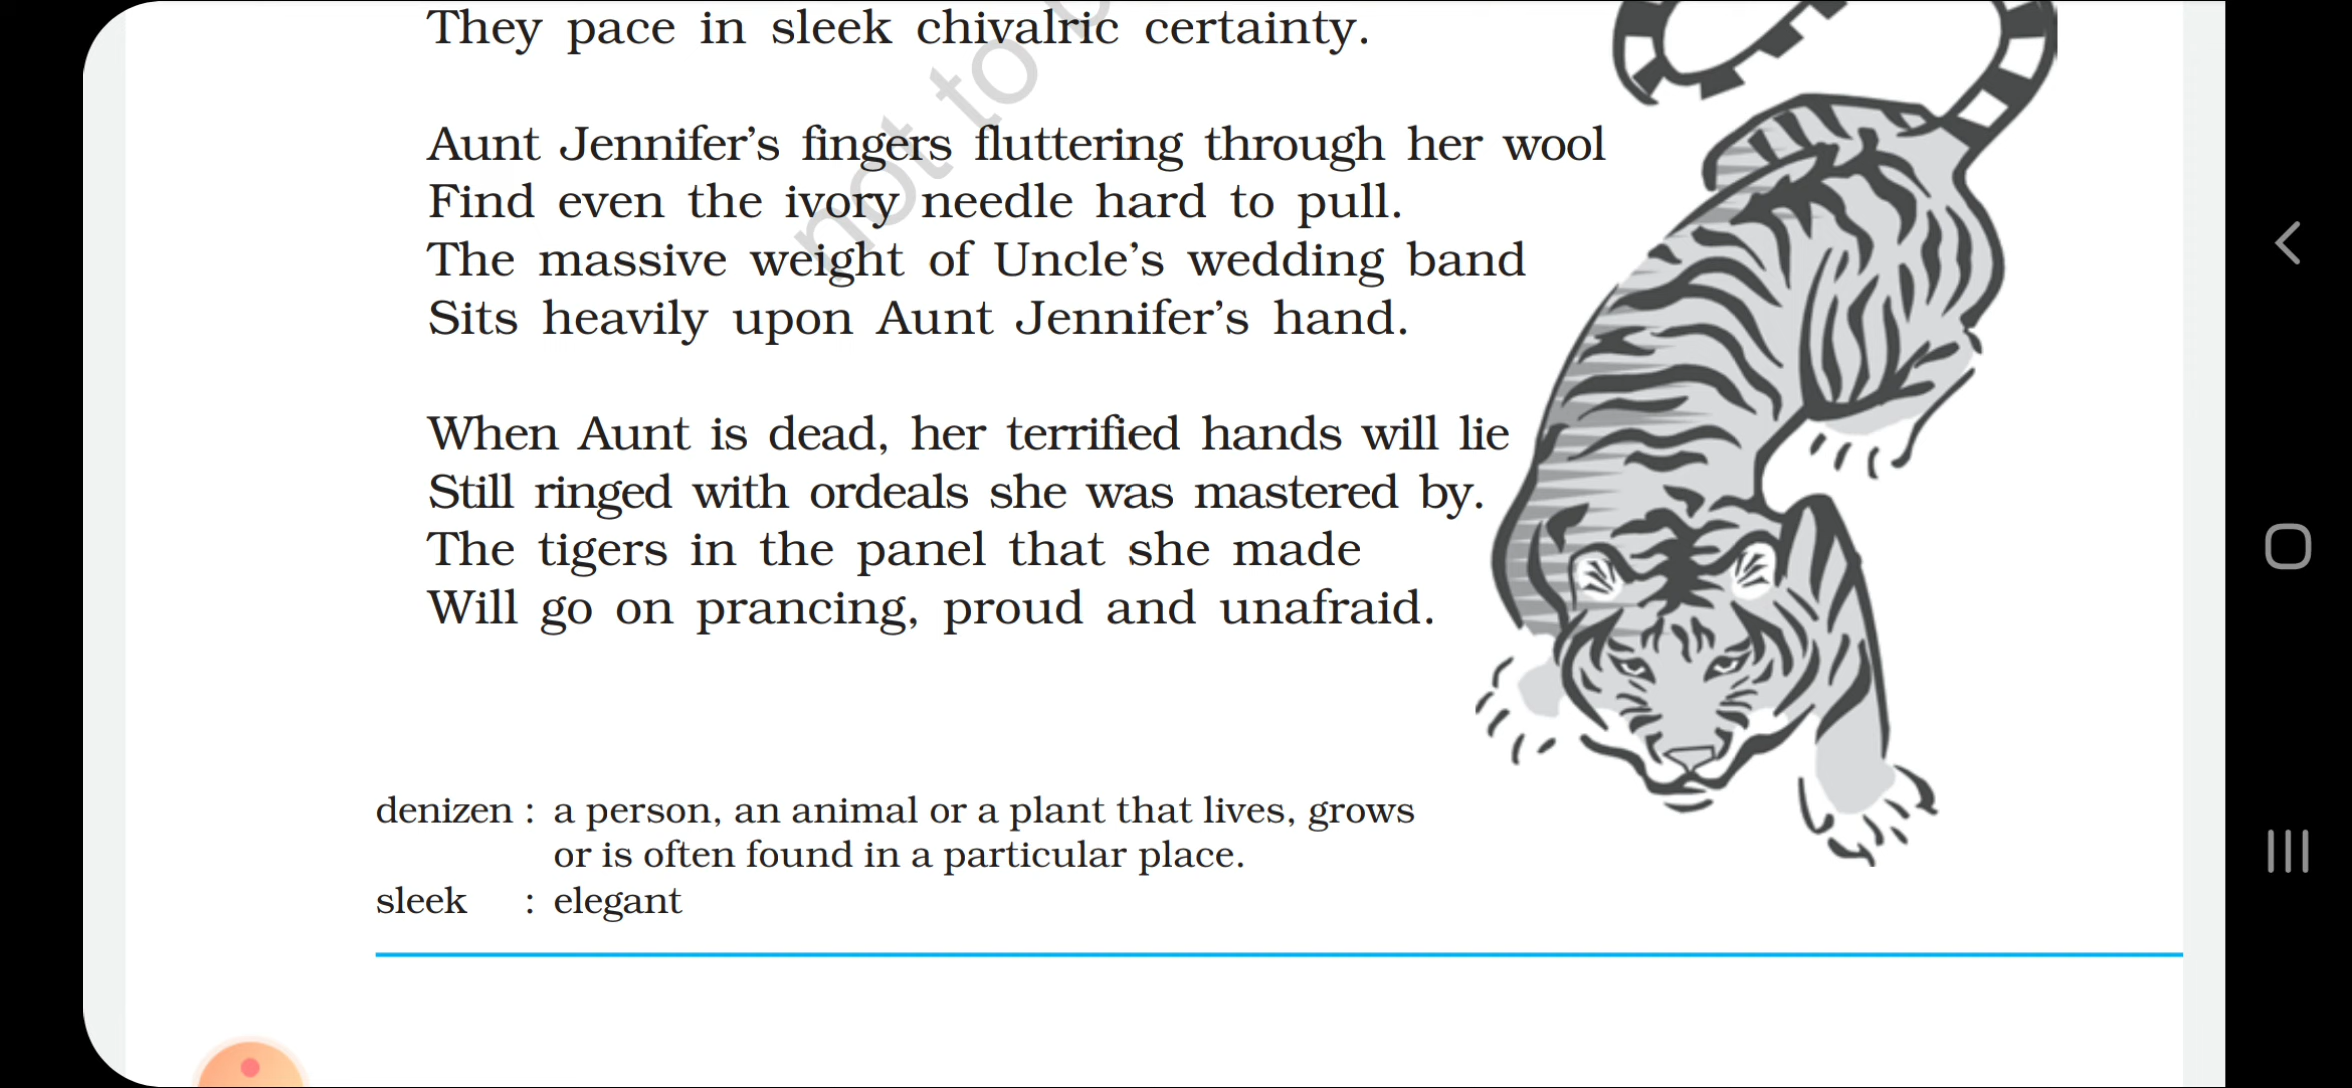 They pace in sleek chivalric certainty.
Aunt Jennifer's fingers fluttering through her wool
Find even the ivory needle hard to pull.
The massive weight of Uncle's wedding band
Sits heavily upon Aunt Jennifer's hand.
When Aunt is dead, her terrified hands will lie
Still ringed with ordeals she was mastered by.
The tigers in the panel that she made
Will go on prancing, proud and unafraid.
denizen : a person, an animal or a plant that lives, grows
or is often found in a particular place.
sleek : elegant
not to